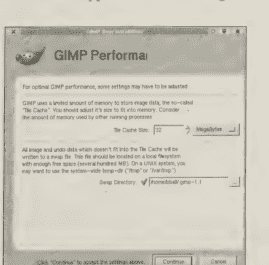 GIMP Performa
For optimal GIMP performance, some settings may have to be adjusted
GIMP uses a limited amount of memory to store image data, the so-called
"Tile Cache". You should adjust it's size to fit into memory. Consider
the amount of memory used by other running processes
Tile Cache Size: 32 MegaBytes
All image and undo data which doesn't fit into the Tile Cache will be
written to a swap file. This file should be located on a local filesystem
with enough free space (several hundred MB). On a UNIX system, you
may want to use the system-wide temp-dir ("/tmp" or "/var/tmp")
Swap Directory:
Click "Continue" to accept the settings above. Continue Cancel